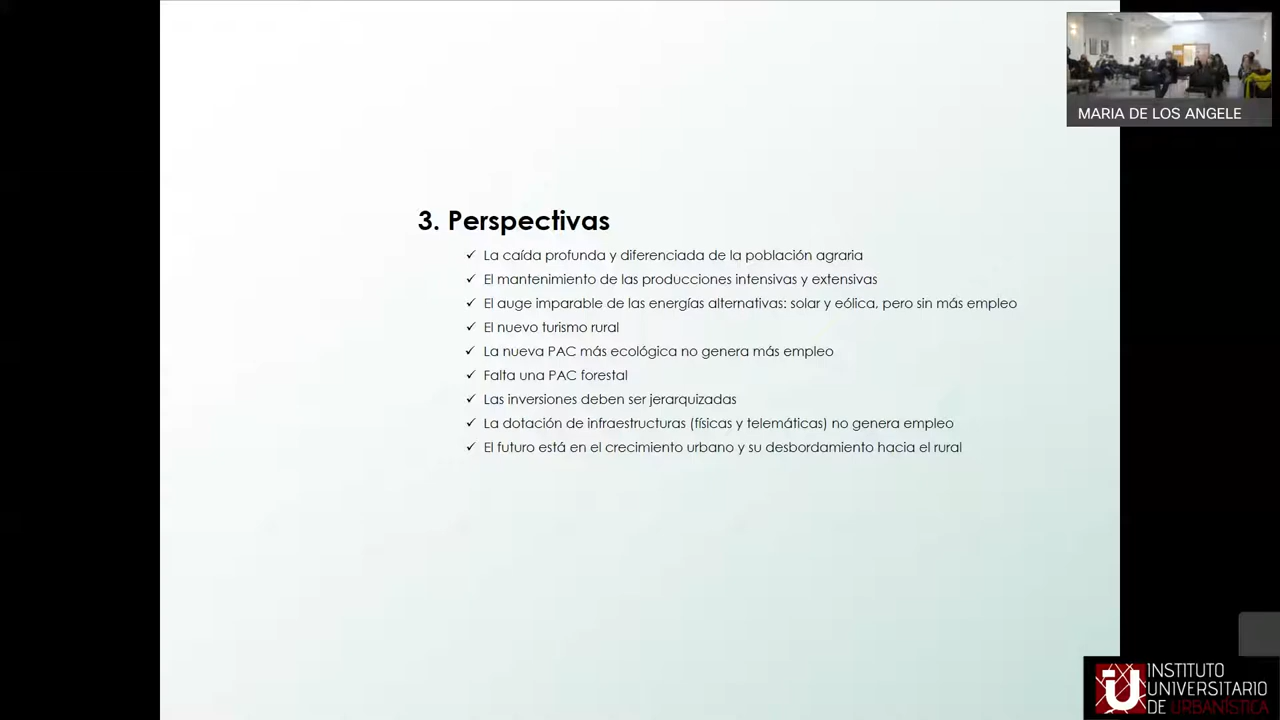 MARIA DE LOS ANGELE
3. Perspectivas
✓ La caída profunda y diferenciada de la población agraria
✓ El mantenimiento de las producciones intensivas y extensivas
✓ El auge imparable de las energías alternativas: solar y eólica, pero sin más empleo
✓ El nuevo turismo rural
✓ La nueva PAC más ecológica no genera más empleo
✓ Falta una PAC forestal
✓ Las inversiones deben ser jerarquizadas
✓ La dotación de infraestructuras (físicas y telemáticas) no genera empleo
✓ El futuro está en el crecimiento urbano y su desbordamiento hacia el rural
iU
INSTITUTO
UNIVERSITARIO
DE URBANÍSTICA